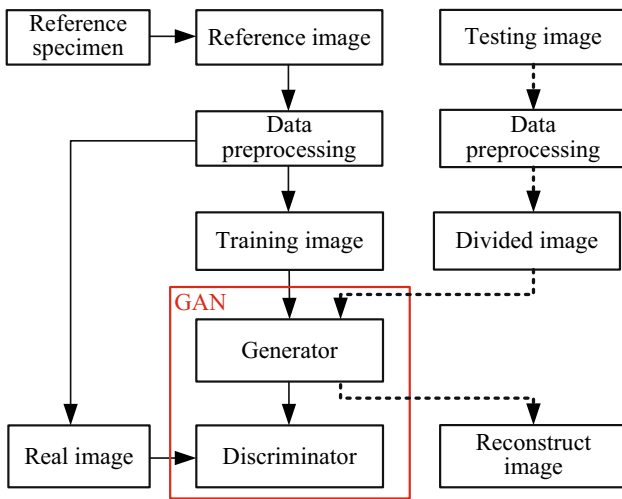 Reference
specimen
Reference image
Testing image
Data
preprocessing
Data
preprocessing
Training image
Divided image
GAN
Generator
Real image
Discriminator
Reconstruct
image